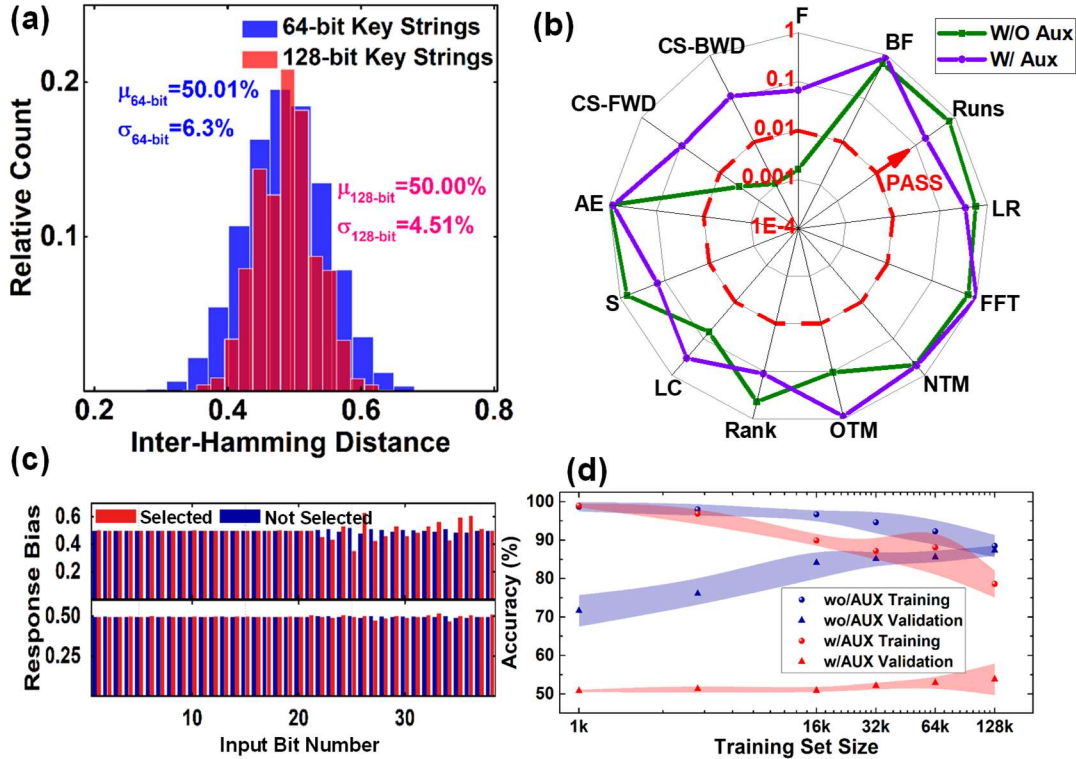 (a)
64-bit Key Strings
128-bit Key Strings
0.2
μ64-bit=50.01%
σ64-bit=6.3%
μ128-bit=50.00%
σ128-bit=4.51%
0.1
Relative Count
0.2 0.4 0.6 0.8
Inter-Hamming Distance
(b)
W/O Aux
W/ Aux
F
BF
Runs
LR
FFT
NTM
OTM
Rank
LC
S
AE
CS-FWD
CS-BWD
1
0.1
0.01
0.001
1E-4
PASS
(c)
Selected Not Selected
0.6
0.4
0.2
0.50
0.25
Response Bias
Response Bias
10 20 30
Input Bit Number
(d)
100
90
80
70
60
50
Accuracy (%)
wo/AUX Training
wo/AUX Validation
w/AUX Training
w/AUX Validation
1k 16k 32k 64k 128k
Training Set Size